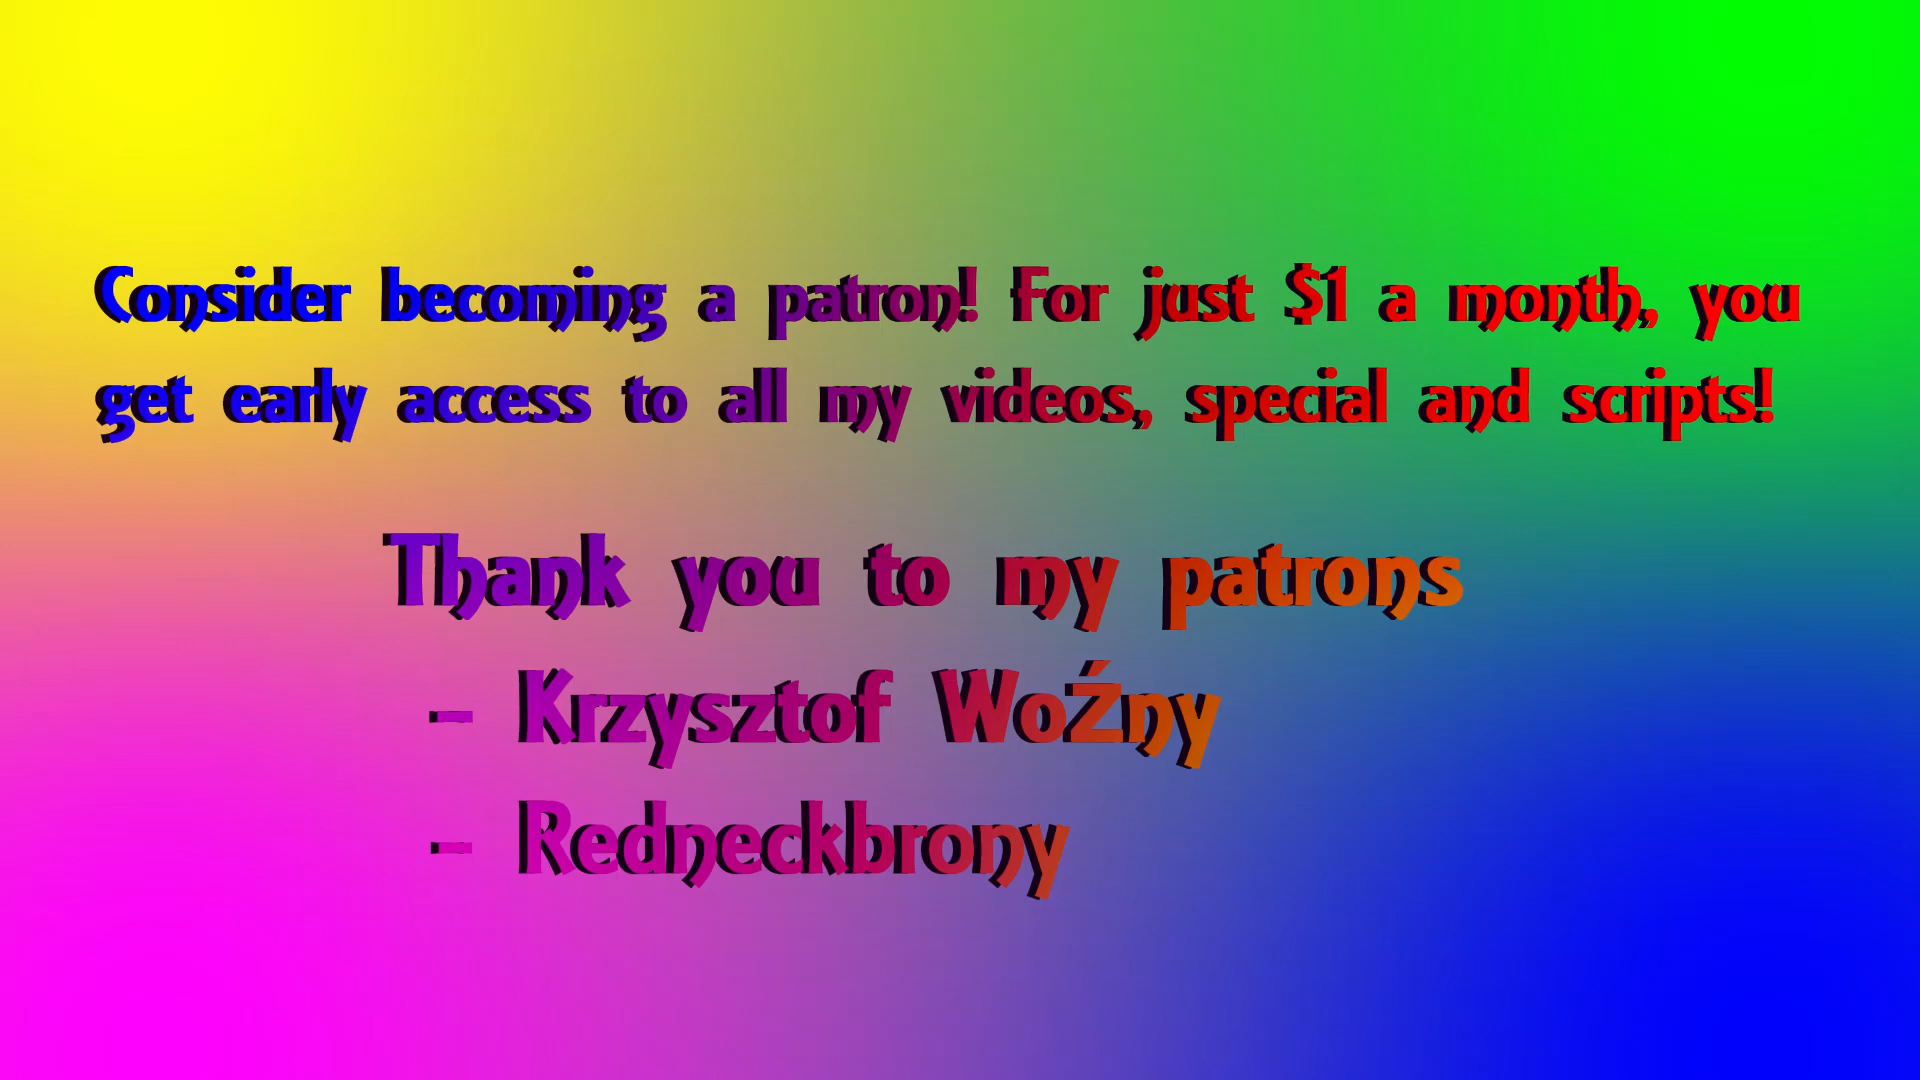 Consider becoming a patron! For just $1 a month, you
get early access to all my videos, special and scripts!
Thank you to my patrons
- Krzysztof WoŹny
- Redneckbrony